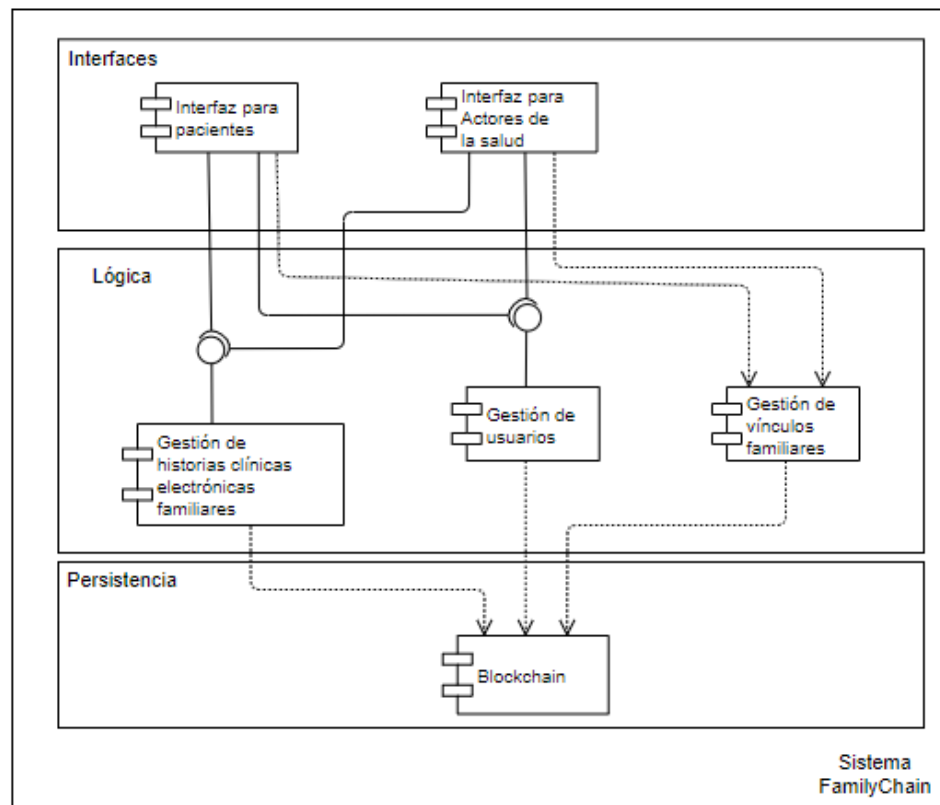 Interfaces
Interfaz para
pacientes
Interfaz para
Actores de
la salud
Lógica
Gestión de
historias clínicas
electrónicas
familiares
Gestión de
usuarios
Gestión de
vínculos
familiares
Persistencia
Blockchain
Sistema
FamilyChain